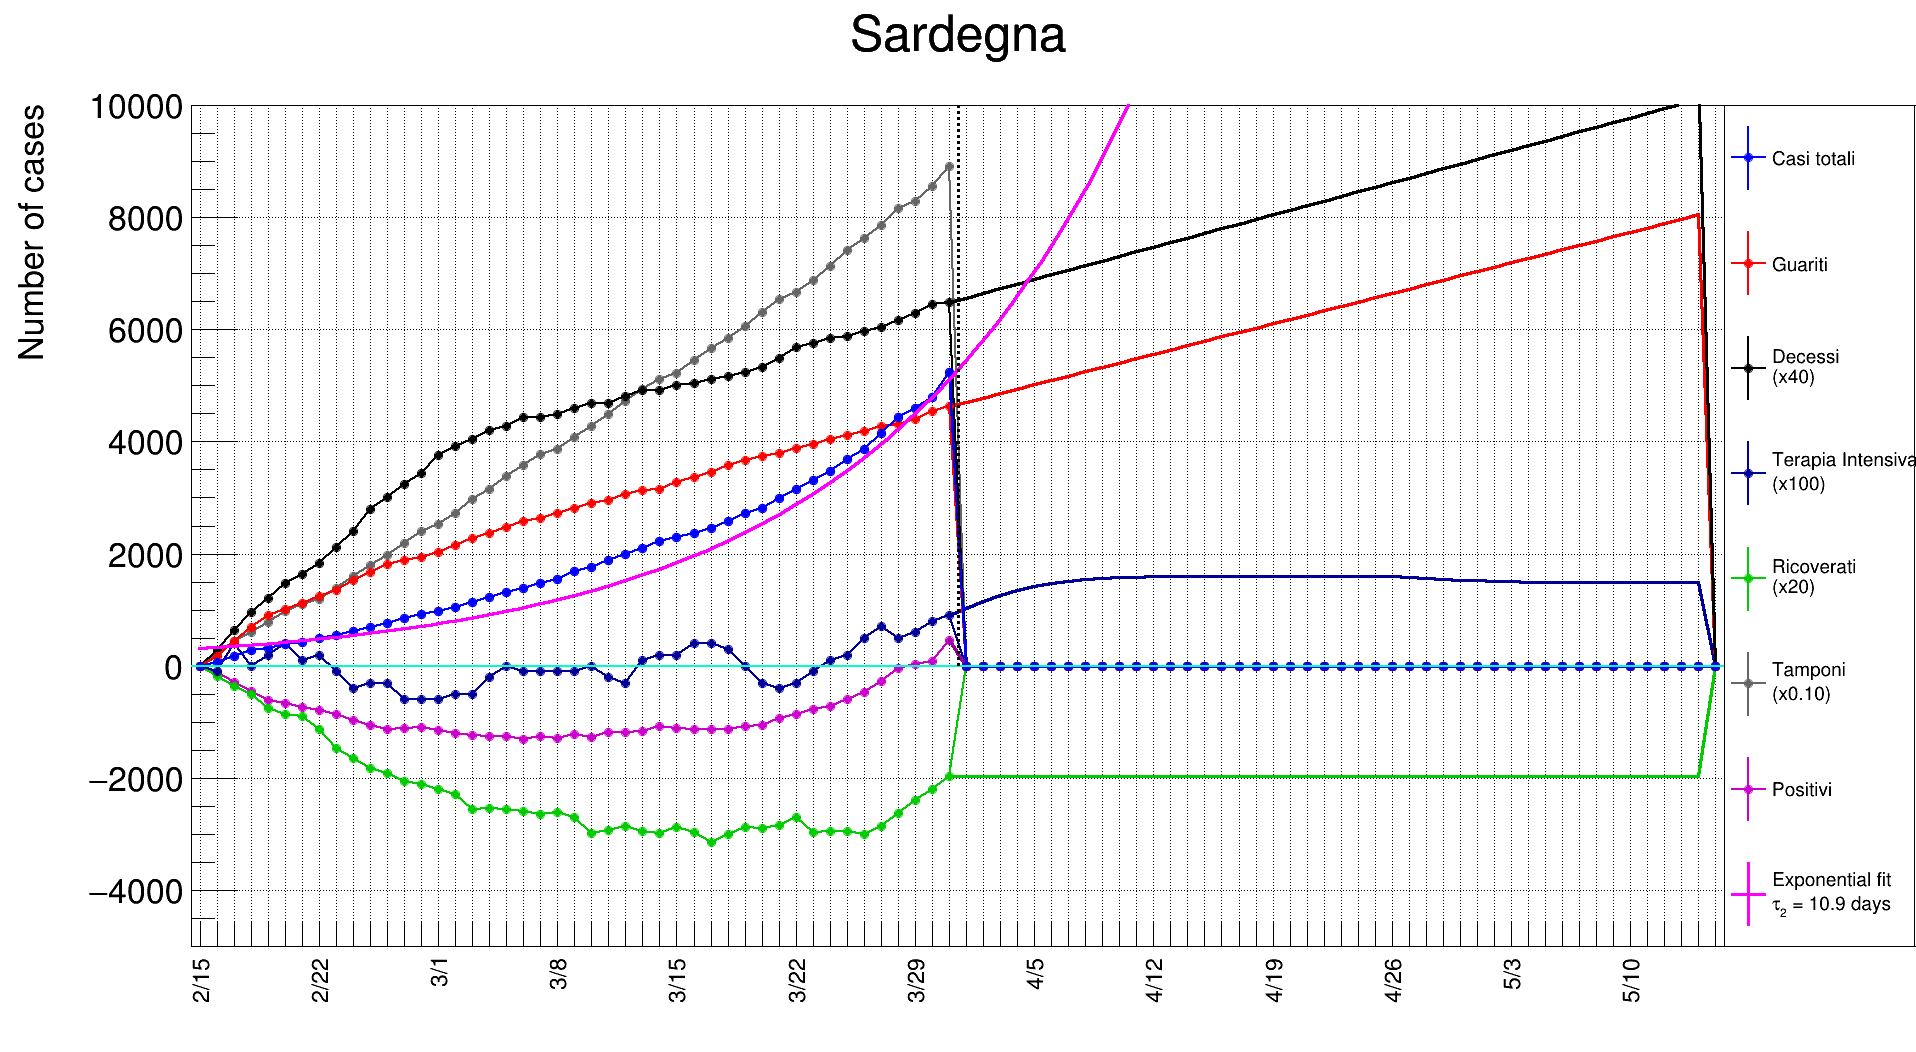 Sardegna
Number of cases
10000
8000
6000
4000
2000
0
−2000
−4000
2/15
2/22
3/1
3/8
3/15
3/22
3/29
4/5
4/12
4/19
4/26
5/3
5/10
Casi totali
Guariti
Decessi
(x40)
Terapia Intensiva
(x100)
Ricoverati
(x20)
Tamponi
(x0.10)
Positivi
Exponential fit
τ2 = 10.9 days